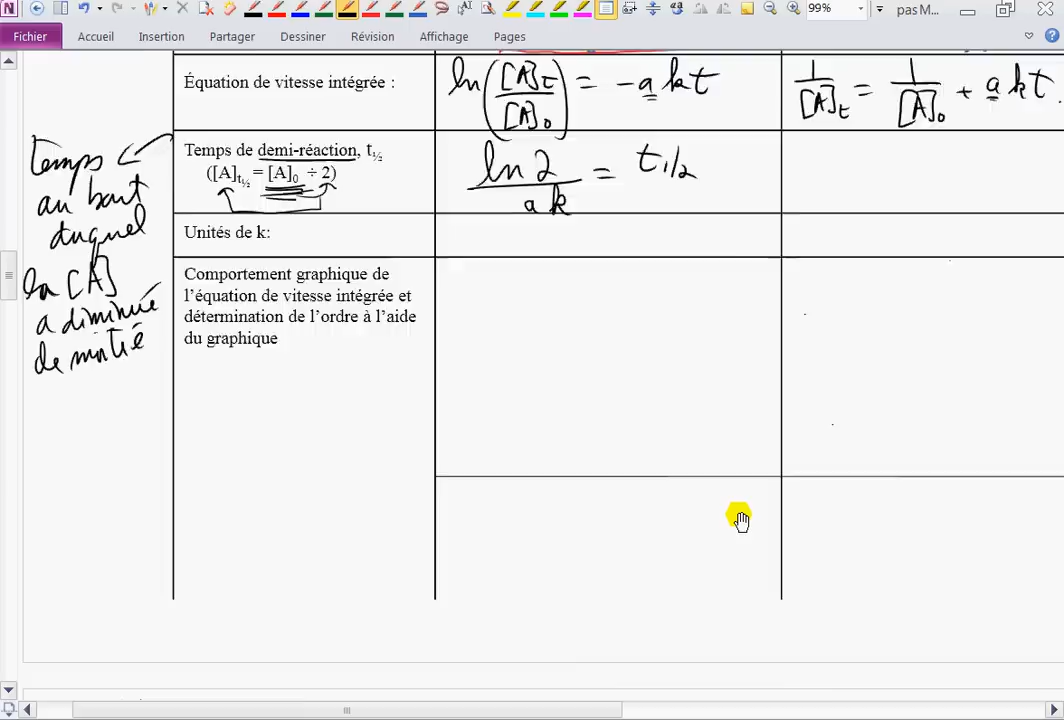 99%
pas M...
Fichier
Accueil
Insertion
Partager
Dessiner
Révision
Affichage
Pages
Équation de vitesse intégrée :
ln([A]t/[A]0) = -akt
1/[A]t = 1/[A]0 + akt.
Temps de demi-réaction, t½
([A]t½ = [A]0 ÷ 2)
ln 2/ak = t1/2
Unités de k:
Comportement graphique de
l'équation de vitesse intégrée et
détermination de l'ordre à l'aide
du graphique
temps
au bout
duquel
la [A]
a diminué
de moitié